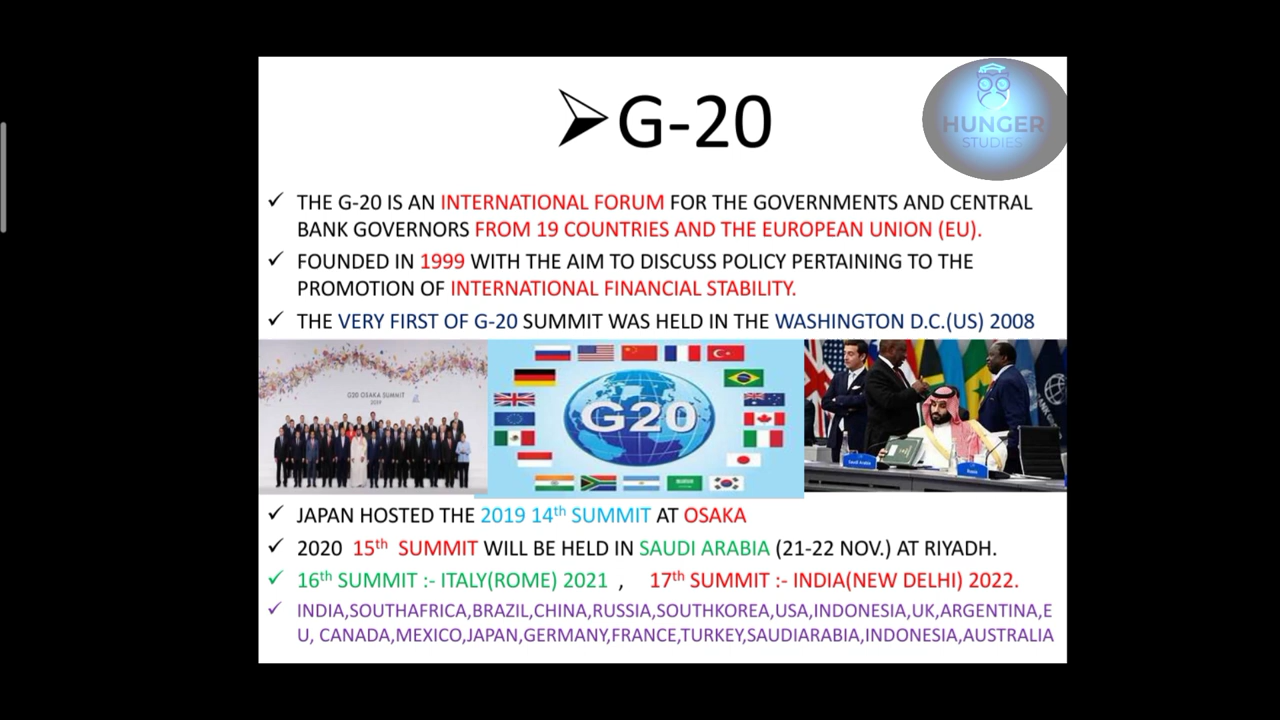 ➢G-20
HUNGER
STUDIES
✓ THE G-20 IS AN INTERNATIONAL FORUM FOR THE GOVERNMENTS AND CENTRAL
BANK GOVERNORS FROM 19 COUNTRIES AND THE EUROPEAN UNION (EU).
✓ FOUNDED IN 1999 WITH THE AIM TO DISCUSS POLICY PERTAINING TO THE
PROMOTION OF INTERNATIONAL FINANCIAL STABILITY.
✓ THE VERY FIRST OF G-20 SUMMIT WAS HELD IN THE WASHINGTON D.C.(US) 2008
G20 OSAKA SUMMIT
2019
G20
Saudi Arabia
Russia
✓ JAPAN HOSTED THE 2019 14th SUMMIT AT OSAKA
✓ 2020 15th SUMMIT WILL BE HELD IN SAUDI ARABIA (21-22 NOV.) AT RIYADH.
✓ 16th SUMMIT :- ITALY(ROME) 2021 , 17th SUMMIT :- INDIA(NEW DELHI) 2022.
✓ INDIA,SOUTHAFRICA,BRAZIL,CHINA,RUSSIA,SOUTHKOREA,USA,INDONESIA,UK,ARGENTINA,E
U, CANADA,MEXICO,JAPAN,GERMANY,FRANCE,TURKEY,SAUDIARABIA,INDONESIA,AUSTRALIA